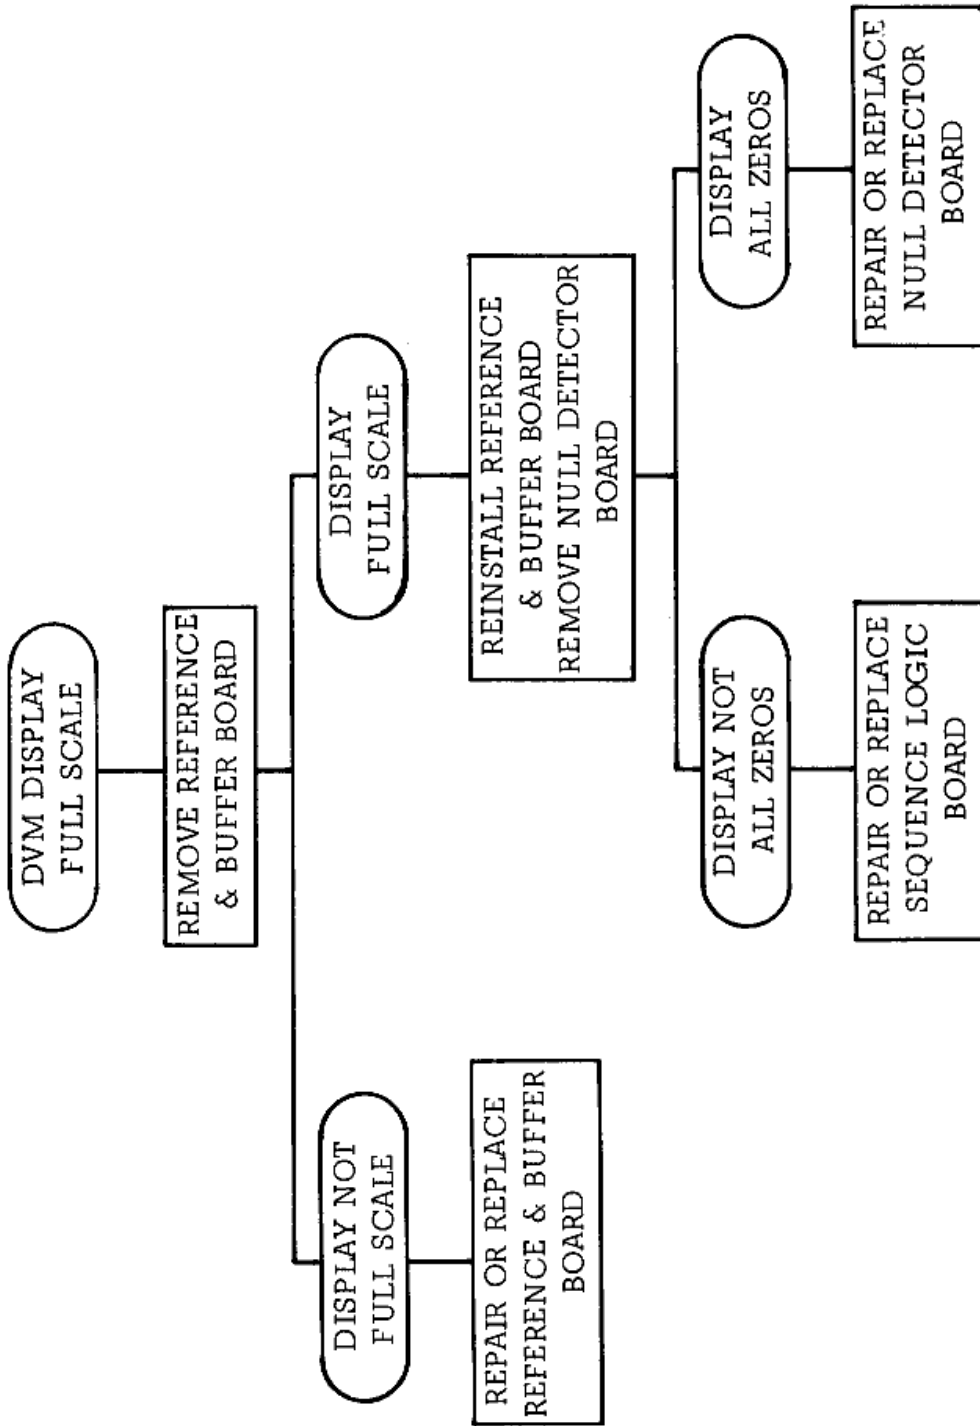 DVM DISPLAY
FULL SCALE
REMOVE REFERENCE
& BUFFER BOARD
DISPLAY NOT
FULL SCALE
REPAIR OR REPLACE
REFERENCE & BUFFER
BOARD
DISPLAY
FULL SCALE
REINSTALL REFERENCE
& BUFFER BOARD
REMOVE NULL DETECTOR
BOARD
DISPLAY NOT
ALL ZEROS
REPAIR OR REPLACE
SEQUENCE LOGIC
BOARD
DISPLAY
ALL ZEROS
REPAIR OR REPLACE
NULL DETECTOR
BOARD